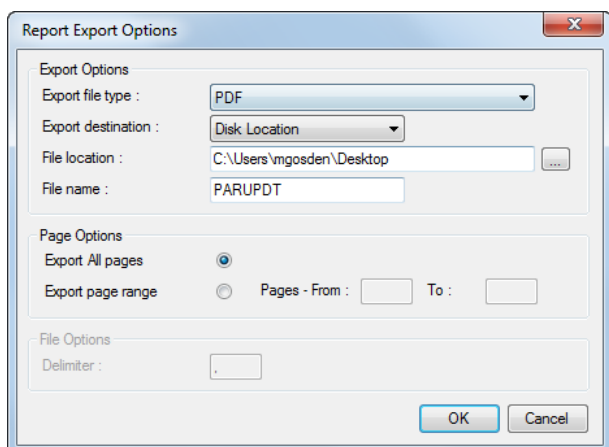 Report Export Options
Export Options
Export file type : PDF
Export destination : Disk Location
File location : C:\Users\mgosden\Desktop ...
File name : PARUPDT
Page Options
Export All pages
Export page range Pages - From : To :
File Options
Delimiter : ,
OK Cancel